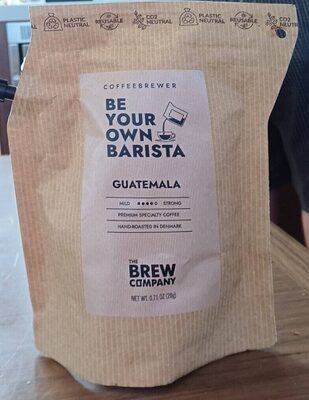 PLASTIC NEUTRAL REUSABLE CO2 NEUTRAL PLASTIC NEUTRAL REUSABLE CO2 NEUTRAL
COFFEEBREWER
BE
YOUR
OWN
BARISTA
GUATEMALA
MILD STRONG
PREMIUM SPECIALTY COFFEE
HAND-ROASTED IN DENMARK
THE
BREW
COMPANY
NET WT. 0.71 OZ (20g)